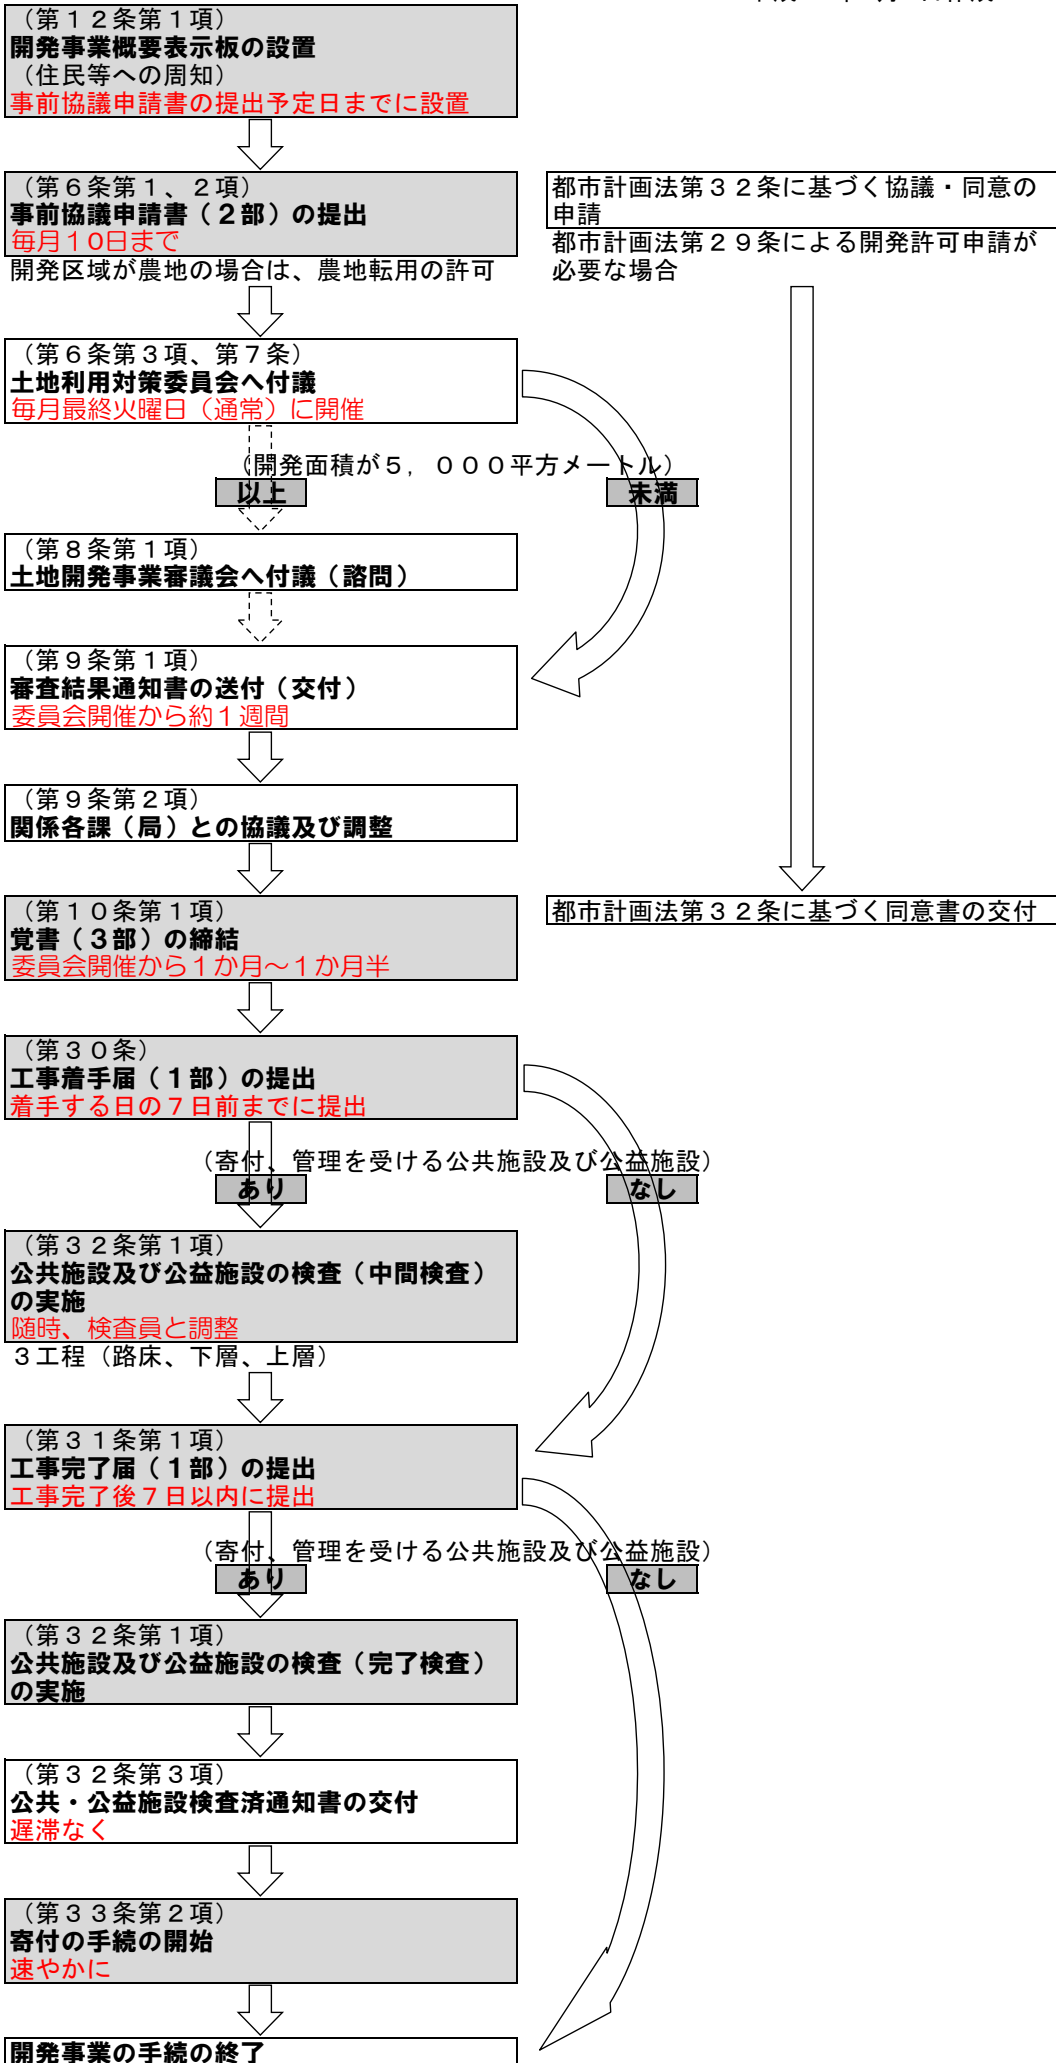 （第１２条第１項）
開発事業概要表示板の設置
（住民等への周知）
事前協議申請書の提出予定日までに設置
（第６条第１、２項）
事前協議申請書（２部）の提出
毎月１０日まで
開発区域が農地の場合は、農地転用の許可
都市計画法第３２条に基づく協議・同意の
申請
都市計画法第２９条による開発許可申請が
必要な場合
（第６条第３項、第７条）
土地利用対策委員会へ付議
毎月最終火曜日（通常）に開催
（開発面積が５，０００平方メートル）
以上
未満
（第８条第１項）
土地開発事業審議会へ付議（諮問）
（第９条第１項）
審査結果通知書の送付（交付）
委員会開催から約１週間
（第９条第２項）
関係各課（局）との協議及び調整
（第１０条第１項）
覚書（３部）の締結
委員会開催から１か月～１か月半
都市計画法第３２条に基づく同意書の交付
（第３０条）
工事着手届（１部）の提出
着手する日の７日前までに提出
（寄付、管理を受ける公共施設及び公益施設）
あり
なし
（第３２条第１項）
公共施設及び公益施設の検査（中間検査）
の実施
随時、検査員と調整
３工程（路床、下層、上層）
（第３１条第１項）
工事完了届（１部）の提出
工事完了後７日以内に提出
（寄付、管理を受ける公共施設及び公益施設）
あり
なし
（第３２条第１項）
公共施設及び公益施設の検査（完了検査）
の実施
（第３２条第３項）
公共・公益施設検査済通知書の交付
遅滞なく
（第３３条第２項）
寄付の手続の開始
速やかに
開発事業の手続の終了